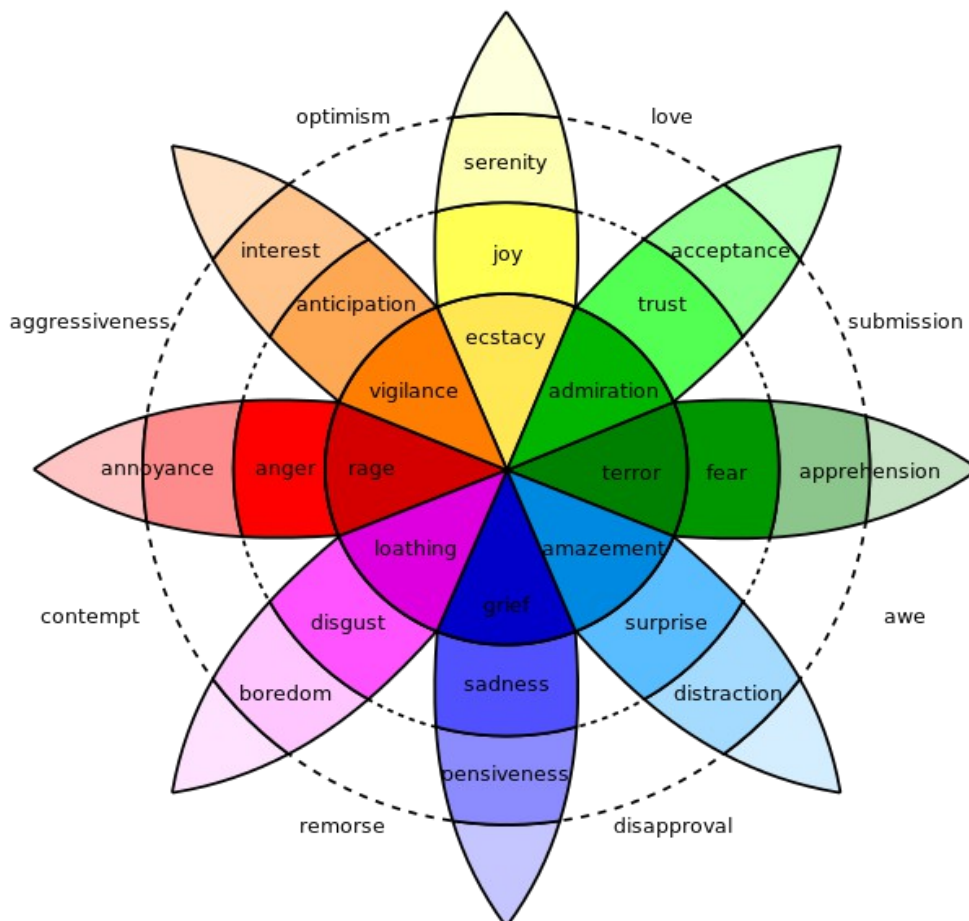 optimism
love
serenity
interest
acceptance
joy
anticipation
trust
aggressiveness
submission
ecstacy
vigilance
admiration
annoyance
anger
rage
terror
fear
apprehension
loathing
amazement
contempt
disgust
grief
surprise
awe
boredom
sadness
distraction
pensiveness
remorse
disapproval